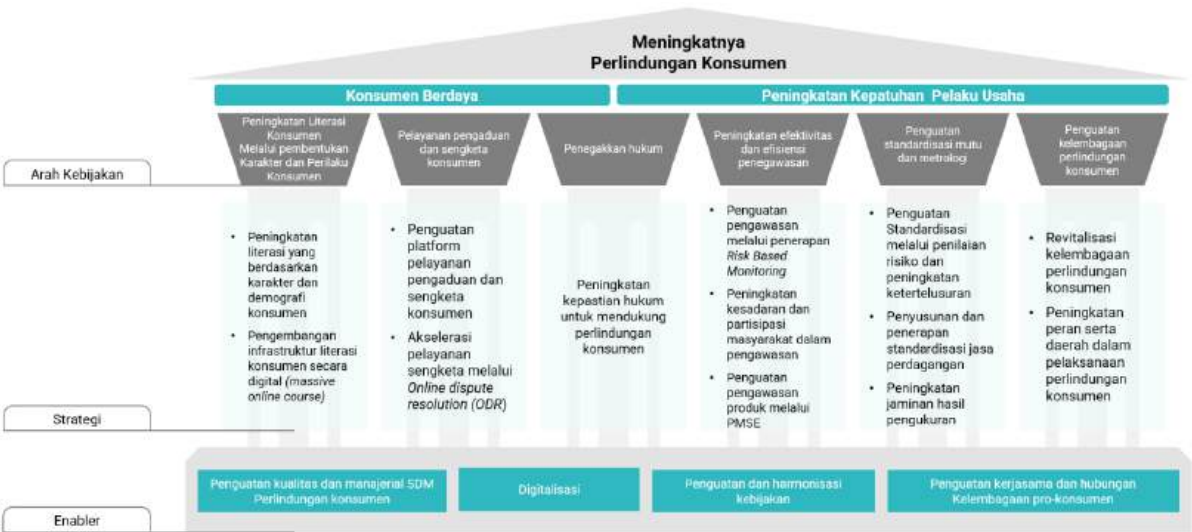 Meningkatnya
Perlindungan Konsumen
Konsumen Berdaya
Peningkatan Kepatuhan Pelaku Usaha
Arah Kebijakan
Peningkatan Literasi
Konsumen
Melalui pembentukan
Karakter dan Perilaku
Konsumen
Pelayanan pengaduan
dan sengketa
konsumen
Penegakkan hukum
Peningkatan efektivitas
dan efisiensi
penegawasan
Penguatan
standardisasi mutu
dan metrologi
Penguatan
kelembagaan
perlindungan
konsumen
Strategi
• Peningkatan
literasi yang
berdasarkan
karakter dan
demografi
konsumen
• Pengembangan
infrastruktur literasi
konsumen secara
digital (massive
online course)
• Penguatan
platform
pelayanan
pengaduan dan
sengketa
konsumen
• Akselerasi
pelayanan
sengketa melalui
Online dispute
resolution (ODR)
Peningkatan
kepastian hukum
untuk mendukung
perlindungan
konsumen
• Penguatan
pengawasan
melalui penerapan
Risk Based
Monitoring
• Peningkatan
kesadaran dan
partisipasi
masyarakat dalam
pengawasan
• Penguatan
pengawasan
produk melalui
PMSE
• Penguatan
Standardisasi
melalui penilaian
risiko dan
peningkatan
ketertelusuran
• Penyusunan dan
penerapan
standardisasi jasa
perdagangan
• Peningkatan
jaminan hasil
pengukuran
• Revitalisasi
kelembagaan
perlindungan
konsumen
• Peningkatan
peran serta
daerah dalam
pelaksanaan
perlindungan
konsumen
Enabler
Penguatan kualitas dan manajerial SDM
Perlindungan konsumen
Digitalisasi
Penguatan dan harmonisasi
kebijakan
Penguatan kerjasama dan hubungan
Kelembagaan pro-konsumen